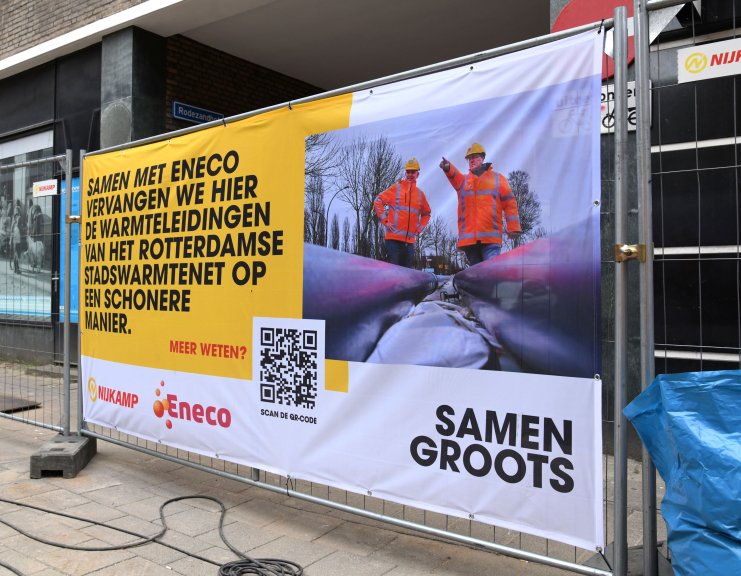 Rodezand
NIJKAMP
NIJKAMP
SAMEN MET ENECO
VERVANGEN WE HIER
DE WARMTELEIDINGEN
VAN HET ROTTERDAMSE
STADSWARMTENET OP
EEN SCHONERE
MANIER.
MEER WETEN?
SCAN DE QR-CODE
NIJKAMP
Eneco
SAMEN
GROOTS